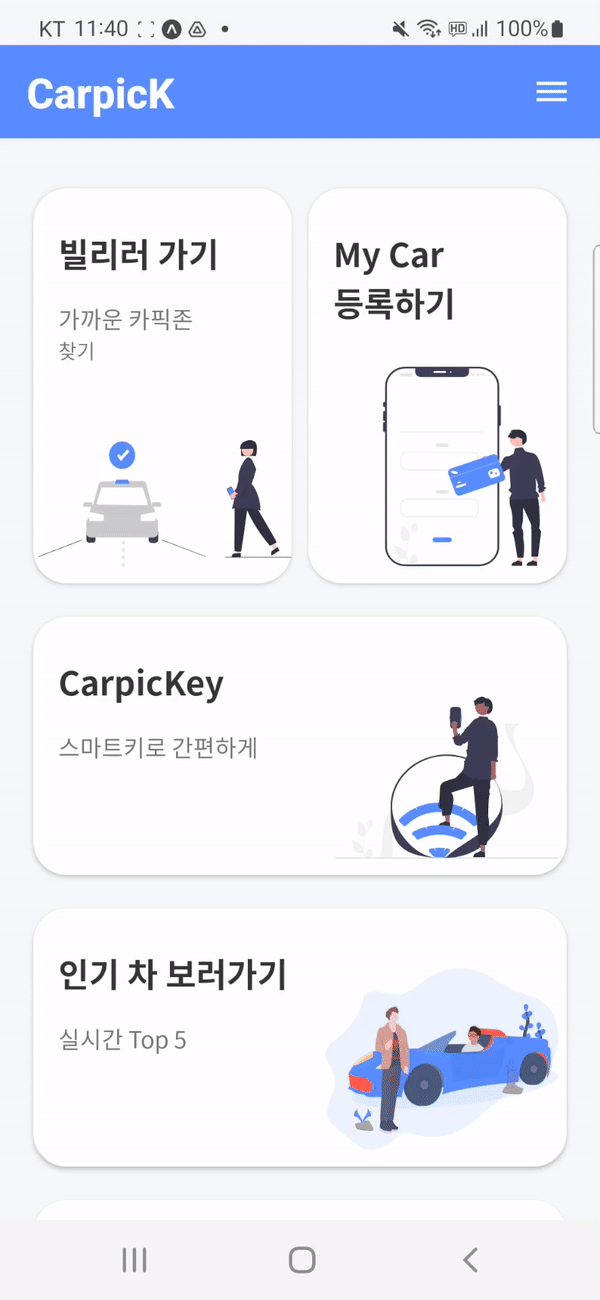 KT 11:40
HD 100%
CarpicK
빌리러 가기
가까운 카픽존
찾기
My Car
등록하기
CarpicKey
스마트키로 간편하게
인기 차 보러가기
실시간 Top 5